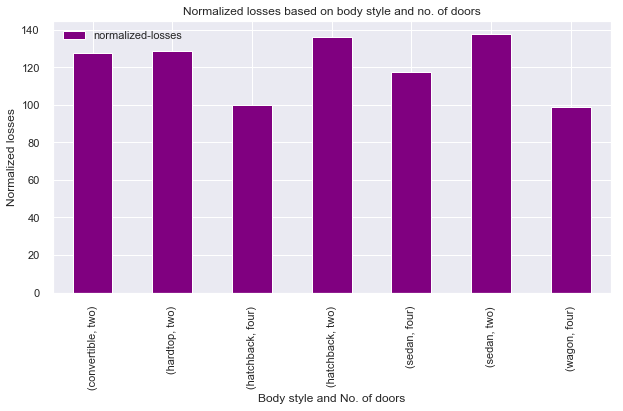 Normalized losses based on body style and no. of doors
normalized-losses
Normalized losses
140
120
100
80
60
40
20
0
(convertible, two)
(hardtop, two)
(hatchback, four)
(hatchback, two)
(sedan, four)
(sedan, two)
(wagon, four)
Body style and No. of doors